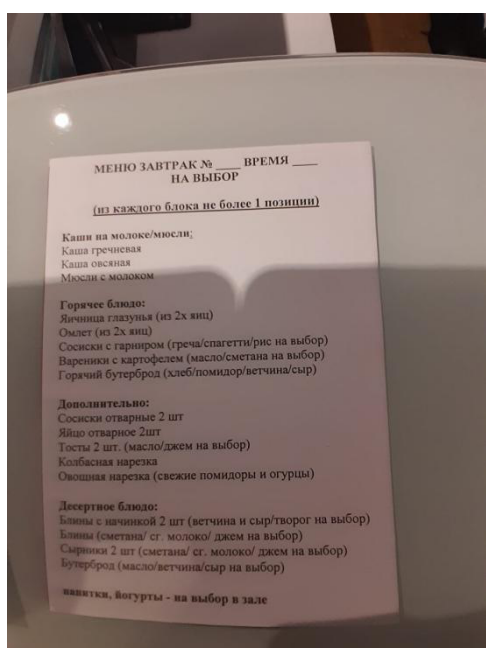 МЕНЮ ЗАВТРАК № ____ ВРЕМЯ ____
НА ВЫБОР
(из каждого блока не более 1 позиции)
Каши на молоке/мюсли:
Каша гречневая
Каша овсяная
Мюсли с молоком
Горячее блюдо:
Яичница глазунья (из 2х яиц)
Омлет (из 2х яиц)
Сосиски с гарниром (греча/спагетти/рис на выбор)
Вареники с картофелем (масло/сметана на выбор)
Горячий бутерброд (хлеб/помидор/ветчина/сыр)
Дополнительно:
Сосиски отварные 2 шт
Яйцо отварное 2шт
Тосты 2 шт. (масло/джем на выбор)
Колбасная нарезка
Овощная нарезка (свежие помидоры и огурцы)
Десертное блюдо:
Блины с начинкой 2 шт (ветчина и сыр/творог на выбор)
Блины (сметана/ сг. молоко/ джем на выбор)
Сырники 2 шт (сметана/ сг. молоко/ джем на выбор)
Бутерброд (масло/ветчина/сыр на выбор)
напитки, йогурты - на выбор в зале